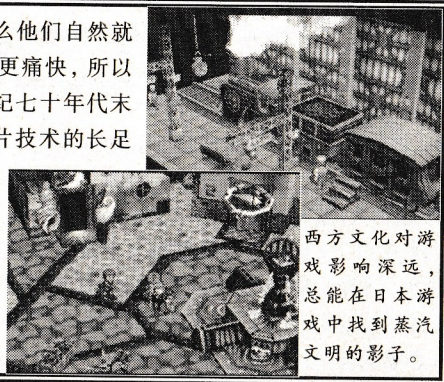 么他们自然就
更痛快，所以
纪七十年代末
片技术的长足
西方文化对游
戏影响深远，
总能在日本游
戏中找到蒸汽
文明的影子。